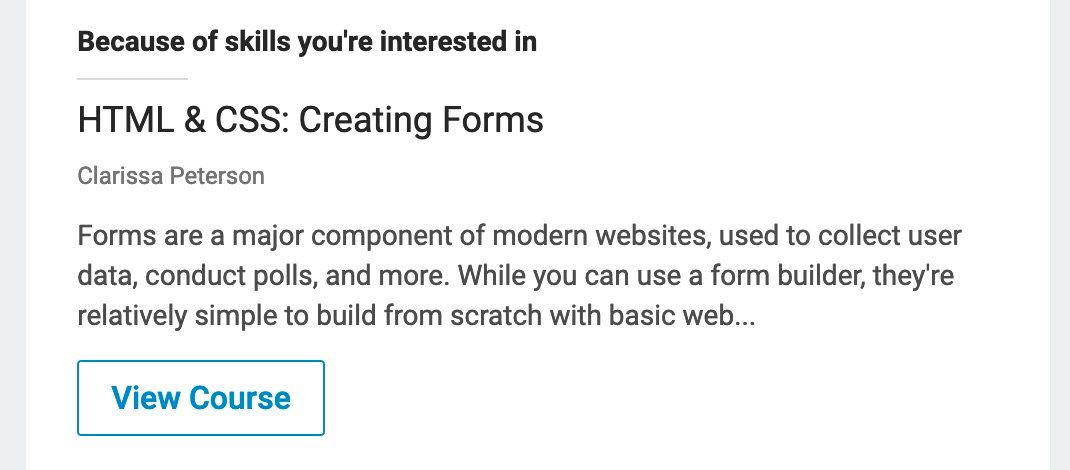 Because of skills you're interested in
HTML & CSS: Creating Forms
Clarissa Peterson
Forms are a major component of modern websites, used to collect user
data, conduct polls, and more. While you can use a form builder, they're
relatively simple to build from scratch with basic web...
View Course